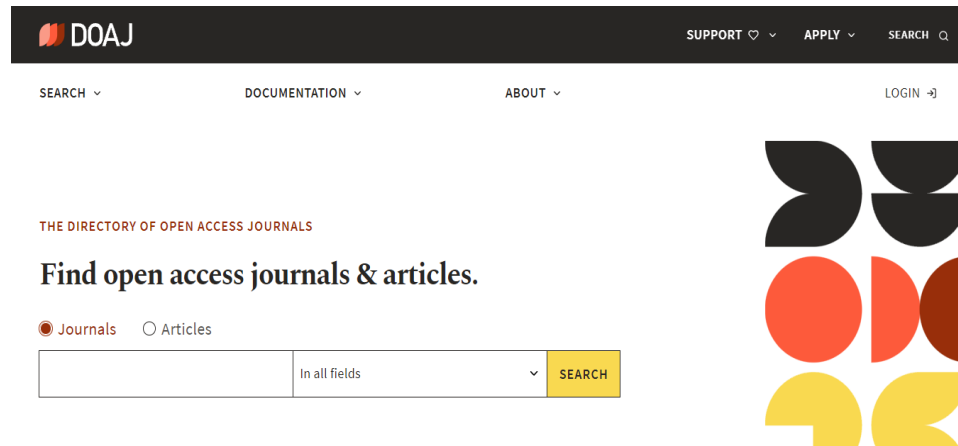 DOAJ
SUPPORT APPLY SEARCH
SEARCH DOCUMENTATION ABOUT LOGIN
THE DIRECTORY OF OPEN ACCESS JOURNALS
Find open access journals & articles.
Journals Articles
In all fields SEARCH